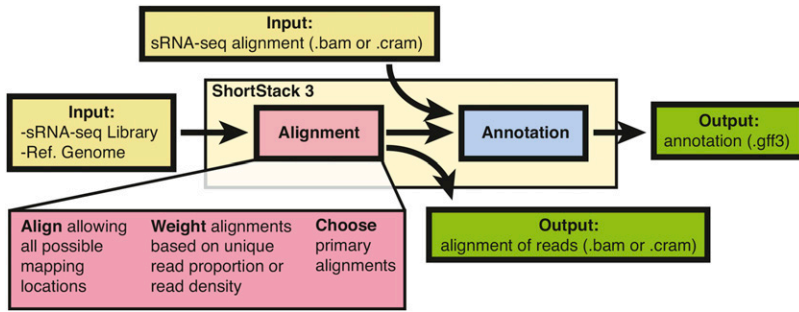 Input:
sRNA-seq alignment (.bam or .cram)
ShortStack 3
Input:
-sRNA-seq Library
-Ref. Genome
Alignment
Annotation
Output:
annotation (.gff3)
Align allowing
all possible
mapping
locations
Weight alignments
based on unique
read proportion or
read density
Choose
primary
alignments
Output:
alignment of reads (.bam or .cram)